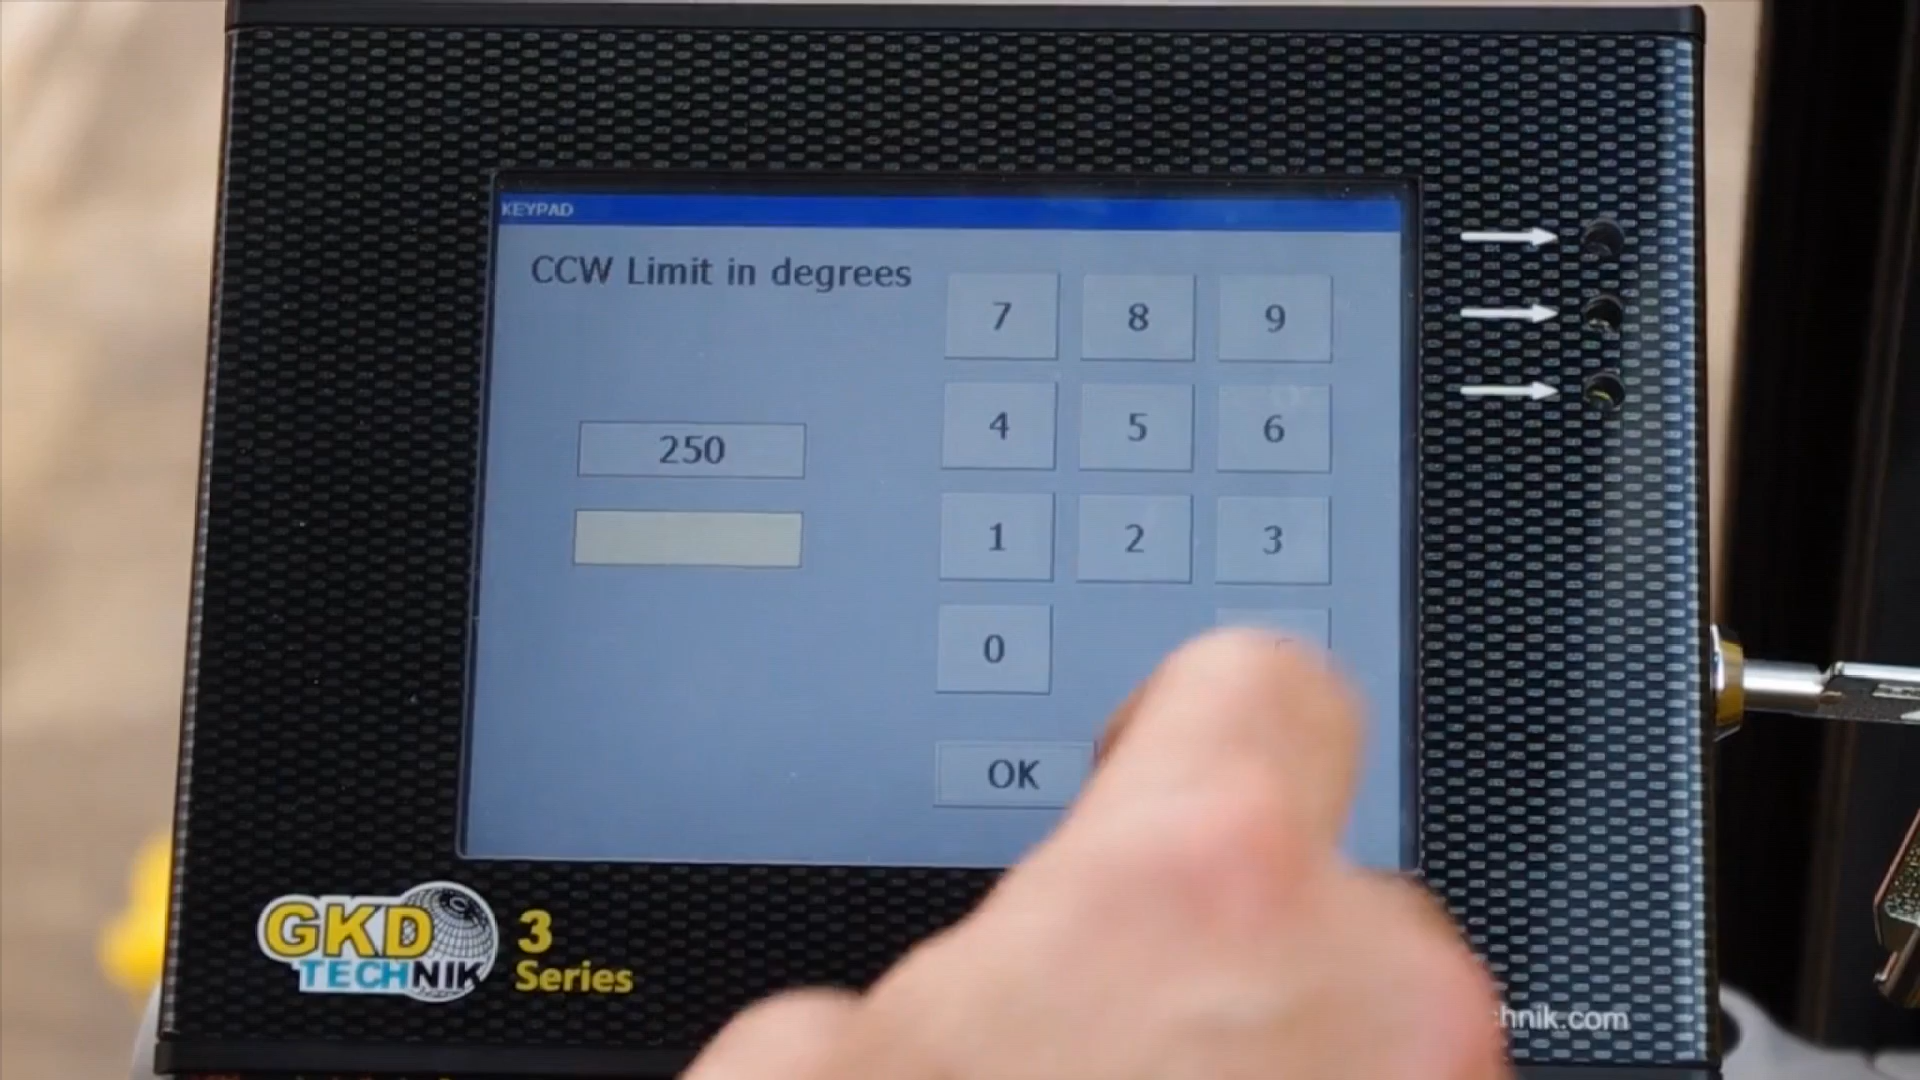 KEYPAD
CCW Limit in degrees
7 8 9
250
4 5 6
1 2 3
0
OK
GKD
TECHNIK
3
Series
chnik.com